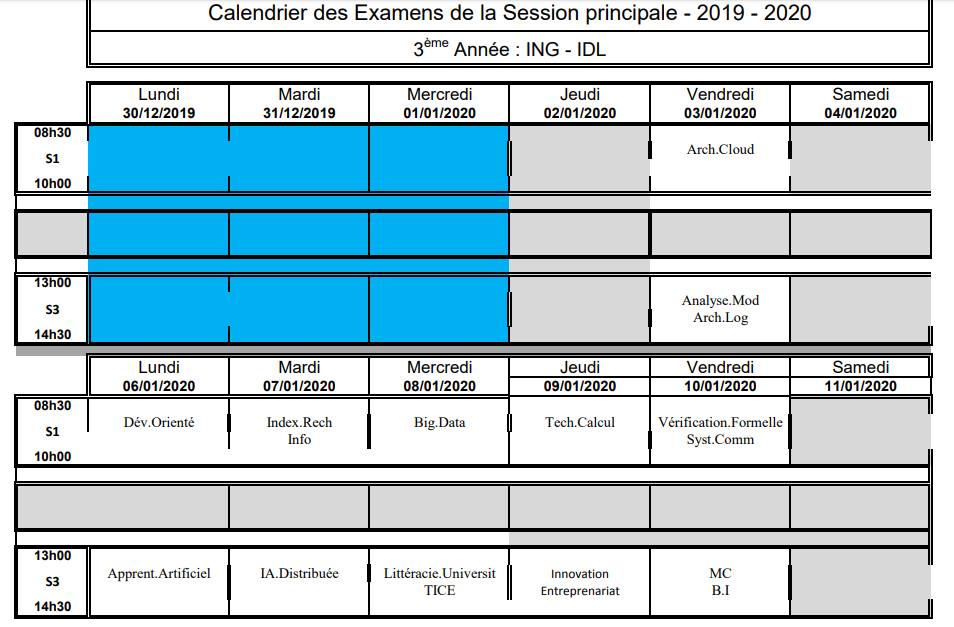 Calendrier des Examens de la Session principale - 2019 - 2020
3ème Année : ING - IDL
Lundi Mardi Mercredi Jeudi Vendredi Samedi
30/12/2019 31/12/2019 01/01/2020 02/01/2020 03/01/2020 04/01/2020
08h30
Arch.Cloud
S1
10h00
13h00
Analyse.Mod
S3
Arch.Log
14h30
Lundi Mardi Mercredi Jeudi Vendredi Samedi
06/01/2020 07/01/2020 08/01/2020 09/01/2020 10/01/2020 11/01/2020
08h30
Dév.Orienté Index.Rech Big.Data Tech.Calcul Vérification.Formelle
S1
Info Syst.Comm
10h00
13h00
Apprent.Artificiel IA.Distribuée Littéracie.Universit Innovation MC
S3
TICE Entreprenariat B.I
14h30